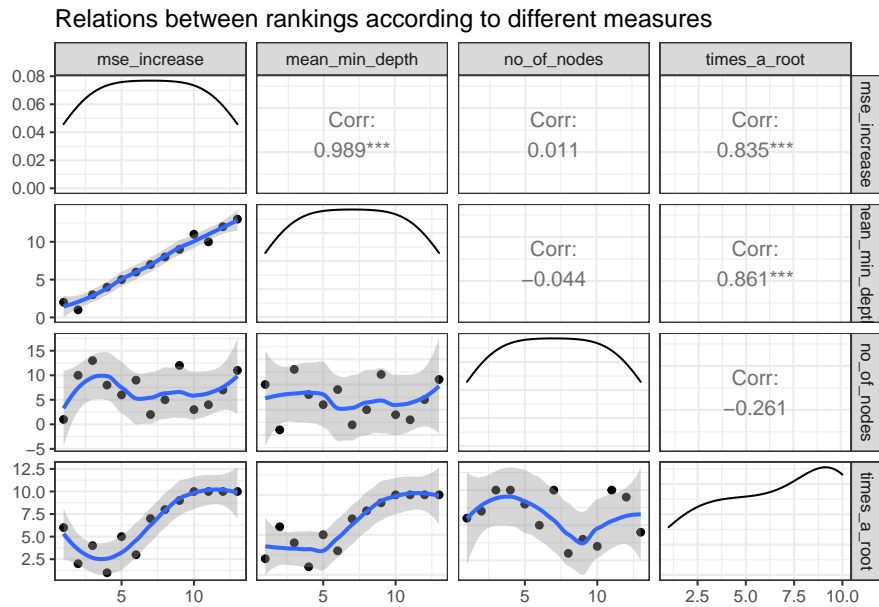 Relations between rankings according to different measures
mse_increase mean_min_depth no_of_nodes times_a_root
0.08
0.06
0.04
0.02
0.00
Corr:
0.989***
Corr:
0.011
Corr:
0.835***
mse_increase
10
5
0
Corr:
−0.044
Corr:
0.861***
mean_min_depth
15
10
5
0
−5
Corr:
−0.261
no_of_nodes
12.5
10.0
7.5
5.0
2.5
times_a_root
5 10 5 10 5 10 2.5 5.0 7.5 10.0